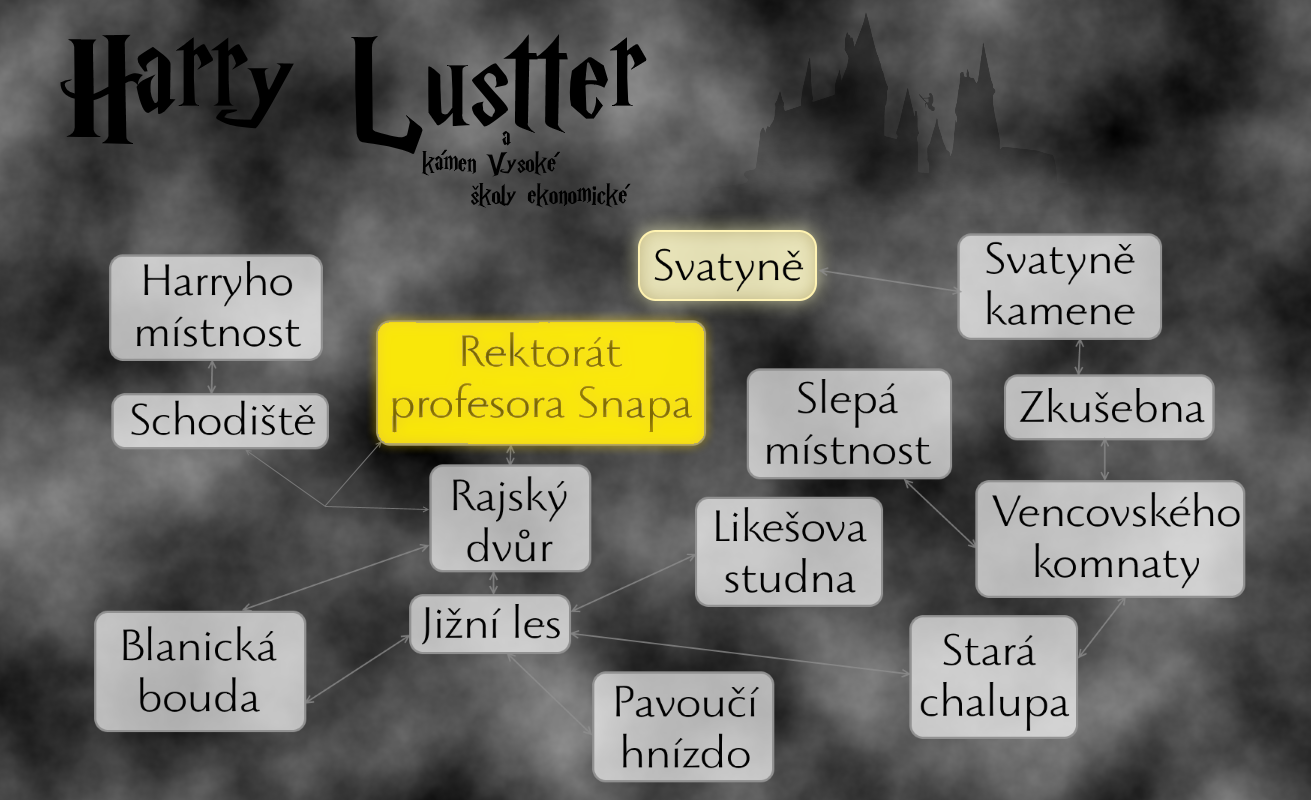 Harry Lustter
a
kámen Vysoké
školy ekonomické
Svatyně
Svatyně
kamene
Harryho
místnost
Rektorát
profesora Snapa
Slepá
místnost
Zkušebna
Schodiště
Rajský
dvůr
Likešova
studna
Vencovského
komnaty
Jižní les
Blanická
bouda
Stará
chalupa
Pavoučí
hnízdo